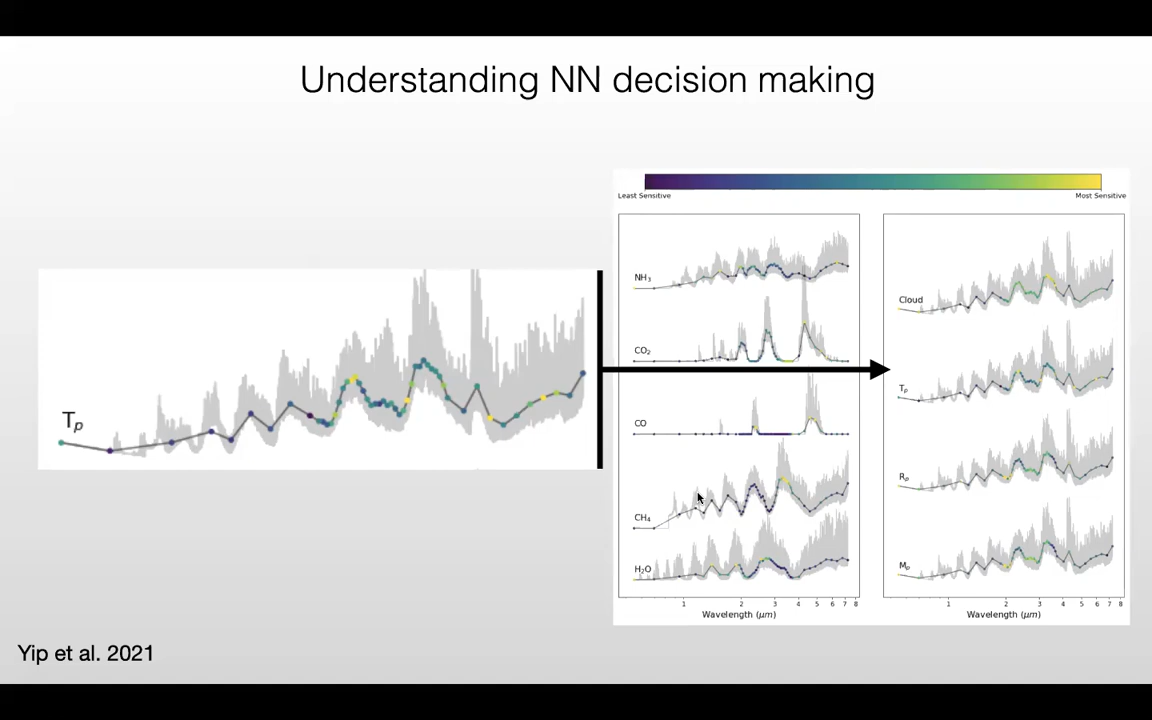 Understanding NN decision making
Tₚ
Least Sensitive
Most Sensitive
NH₃
CO₂
CO
CH₄
H₂O
1 2 3 4 5 6 7 8
Wavelength (μm)
Cloud
Tₚ
Rₚ
Mₚ
1 2 3 4 5 6 7 8
Wavelength (μm)
Yip et al. 2021